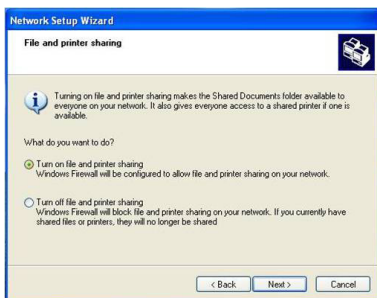 Network Setup Wizard
File and printer sharing
Turning on file and printer sharing makes the Shared Documents folder available to
everyone on your network. It also gives everyone access to a shared printer if one is
available.
What do you want to do?
Turn on file and printer sharing
Windows Firewall will be configured to allow file and printer sharing on your network.
Turn off file and printer sharing
Windows Firewall will block file and printer sharing on your network. If you currently have
shared files or printers, they will no longer be shared
< Back Next > Cancel